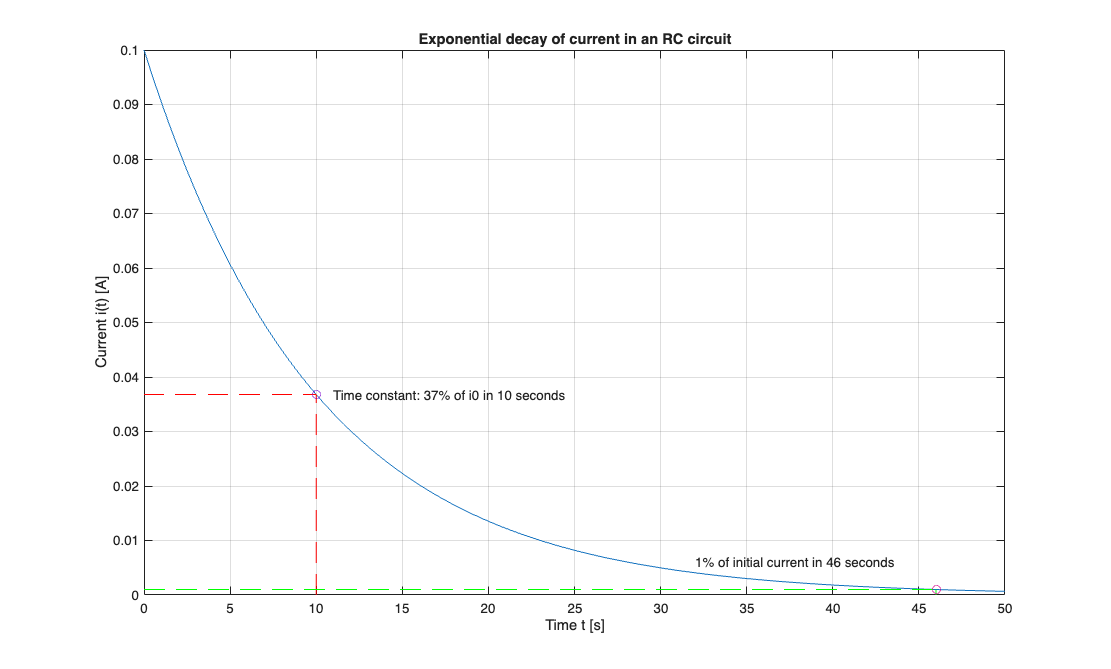 Exponential decay of current in an RC circuit
0.1
0.09
0.08
0.07
0.06
0.05
0.04
0.03
0.02
0.01
0
Current i(t) [A]
Time constant: 37% of i0 in 10 seconds
1% of initial current in 46 seconds
0 5 10 15 20 25 30 35 40 45 50
Time t [s]